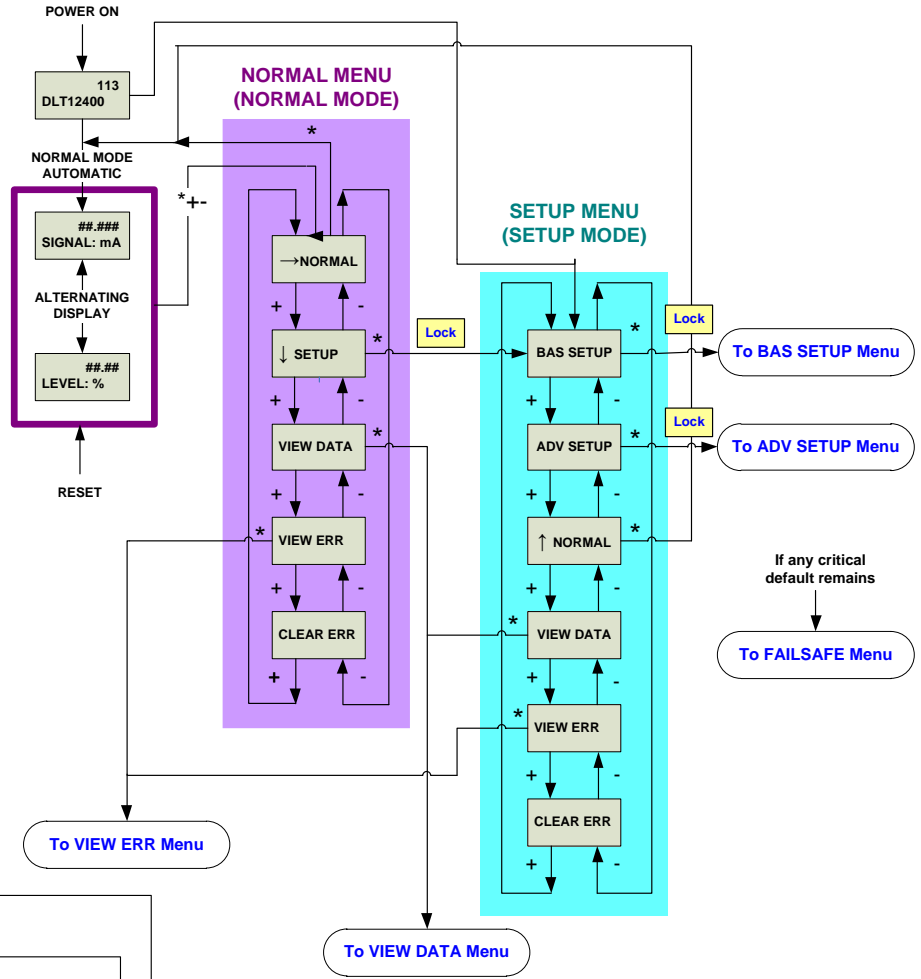 POWER ON
113
DLT12400
NORMAL MODE
AUTOMATIC
##.###
SIGNAL: mA
ALTERNATING
DISPLAY
##.##
LEVEL: %
RESET
*+-
NORMAL MENU
(NORMAL MODE)
*
→NORMAL
+ -
↓ SETUP
*
Lock
+ -
VIEW DATA
*
+ -
*
VIEW ERR
+ -
CLEAR ERR
+ -
SETUP MENU
(SETUP MODE)
BAS SETUP
*
Lock
To BAS SETUP Menu
+ -
ADV SETUP
*
Lock
To ADV SETUP Menu
+ -
↑ NORMAL
*
+ -
*
VIEW DATA
+ -
*
VIEW ERR
+ -
CLEAR ERR
+ -
If any critical
default remains
To FAILSAFE Menu
To VIEW ERR Menu
To VIEW DATA Menu